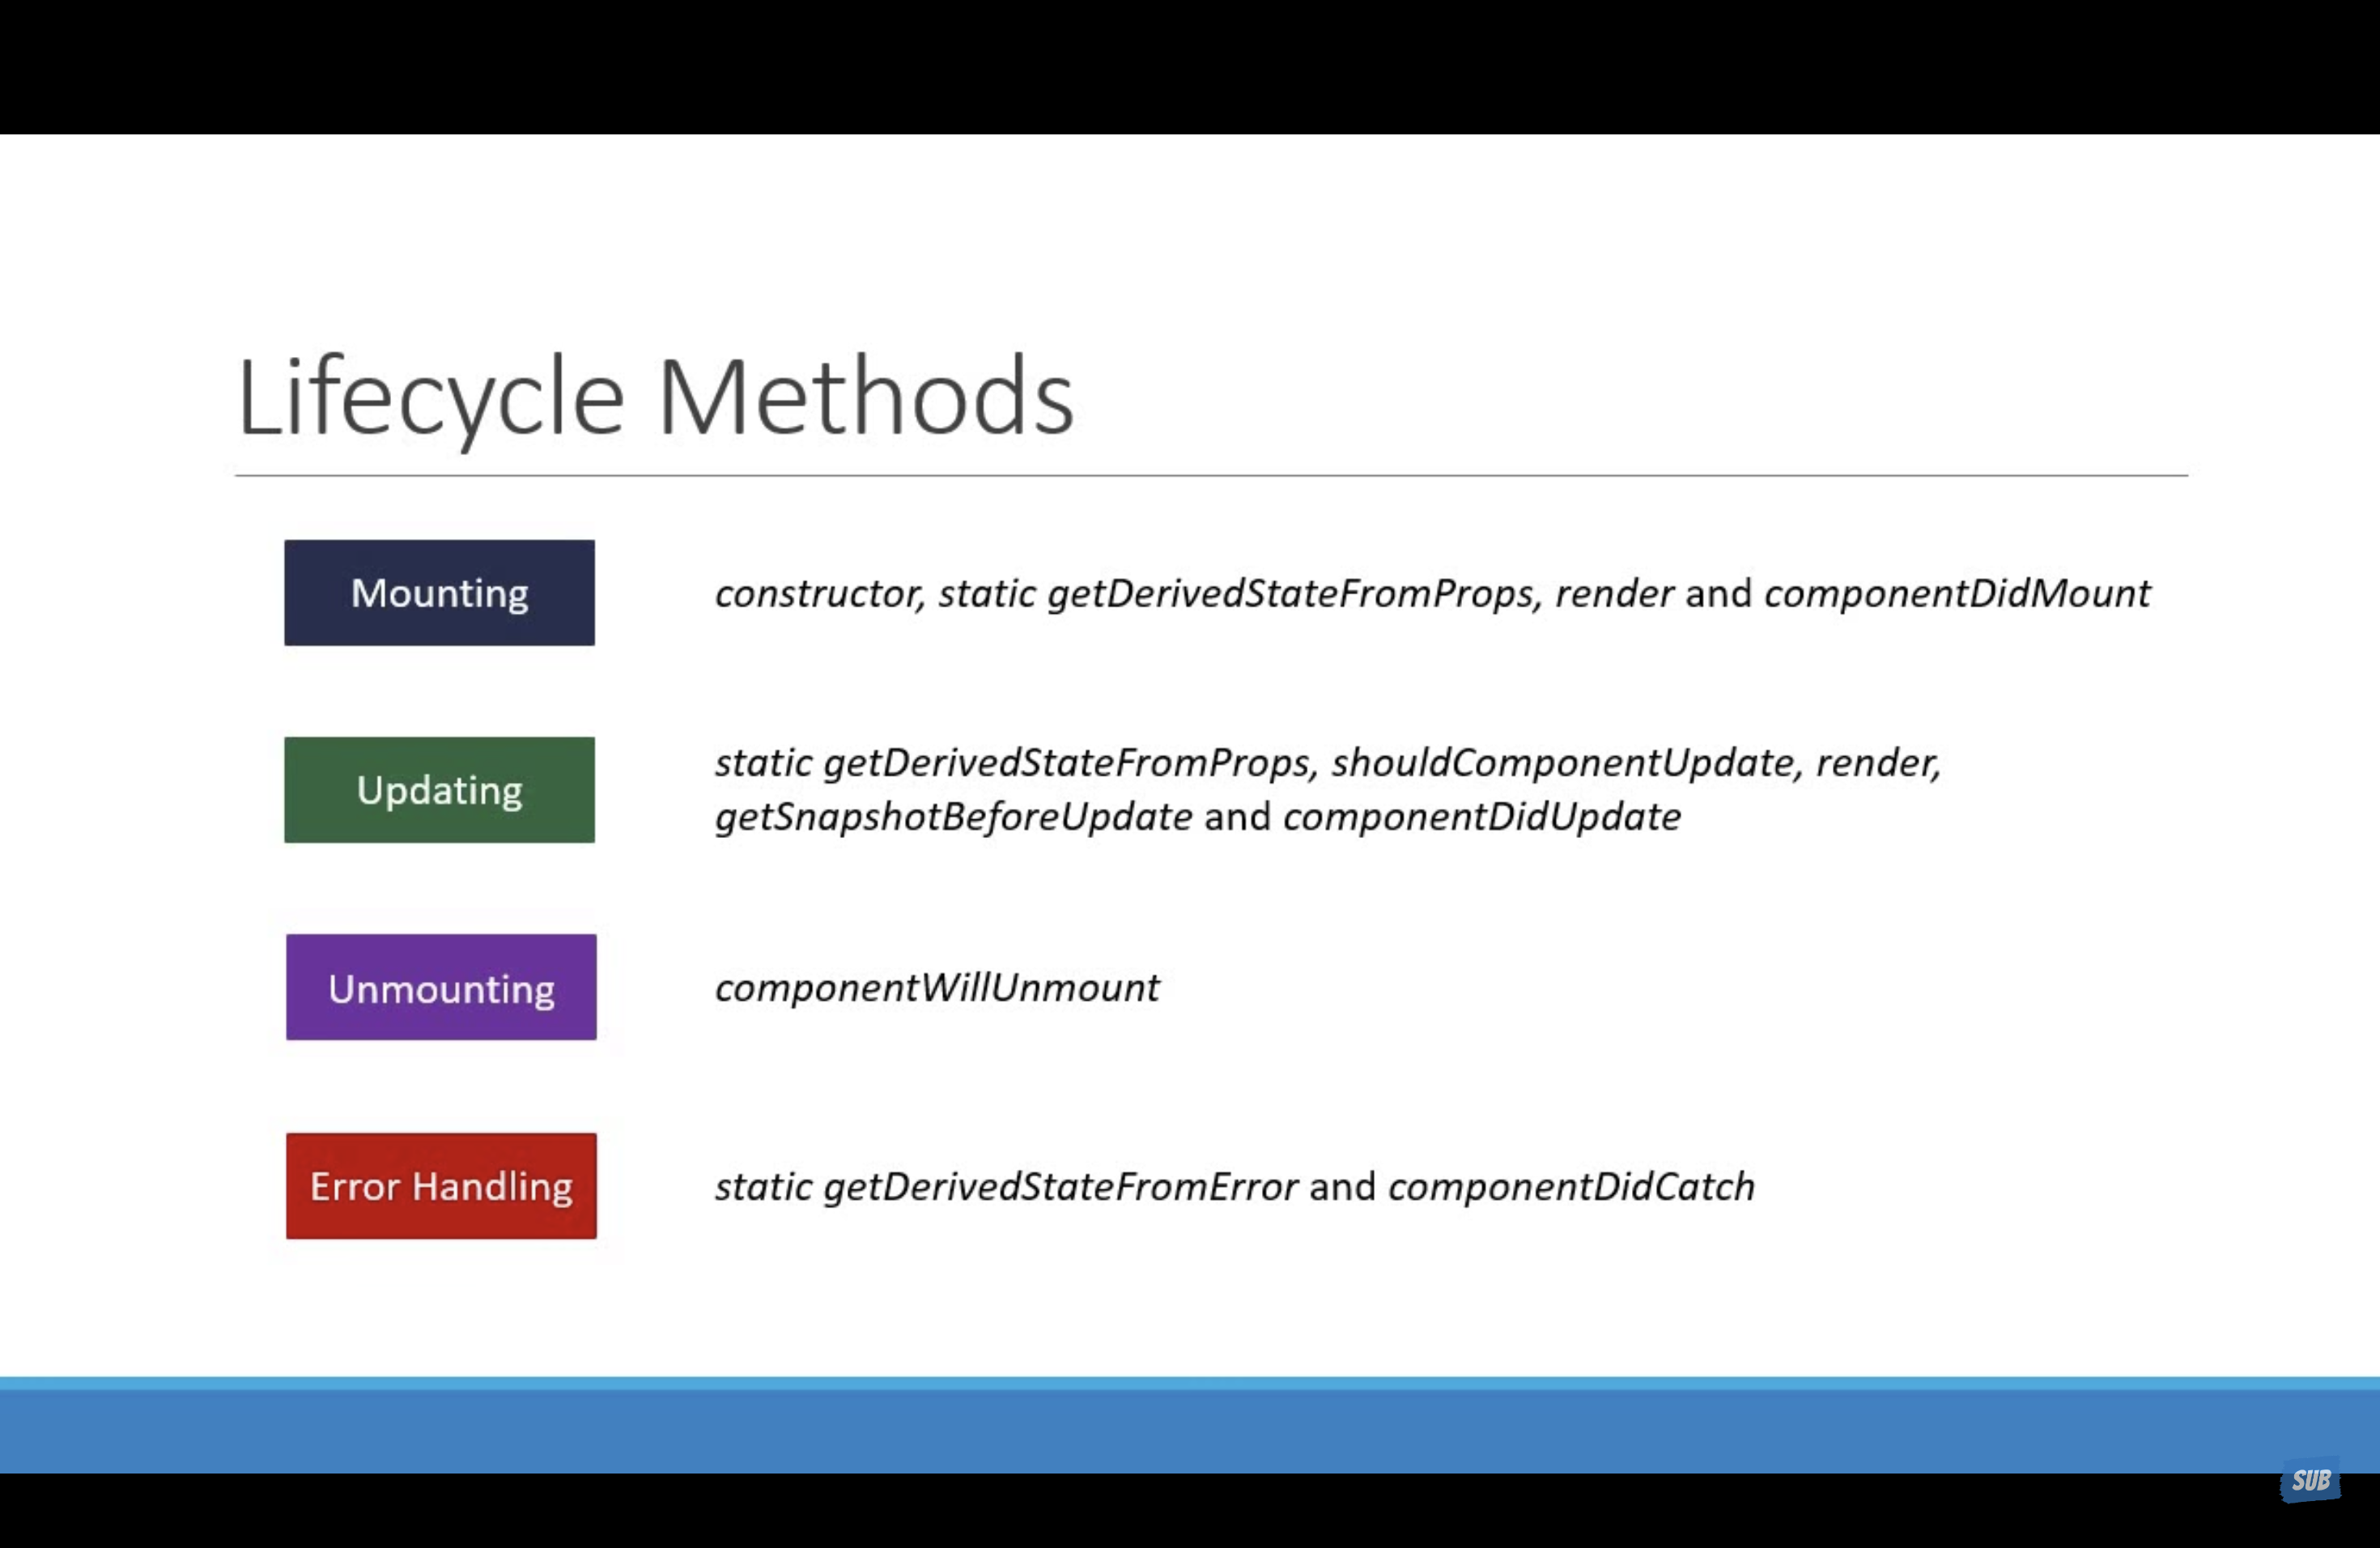 Lifecycle Methods
Mounting
constructor, static getDerivedStateFromProps, render and componentDidMount
Updating
static getDerivedStateFromProps, shouldComponentUpdate, render,
getSnapshotBeforeUpdate and componentDidUpdate
Unmounting
componentWillUnmount
Error Handling
static getDerivedStateFromError and componentDidCatch
SUB